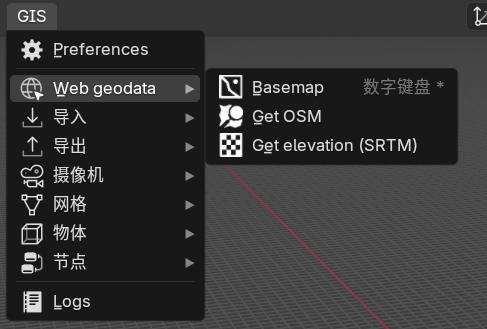 GIS
Preferences
Web geodata
Basemap 数字键盘 *
Get OSM
Get elevation (SRTM)
导入
导出
摄像机
网格
物体
节点
Logs